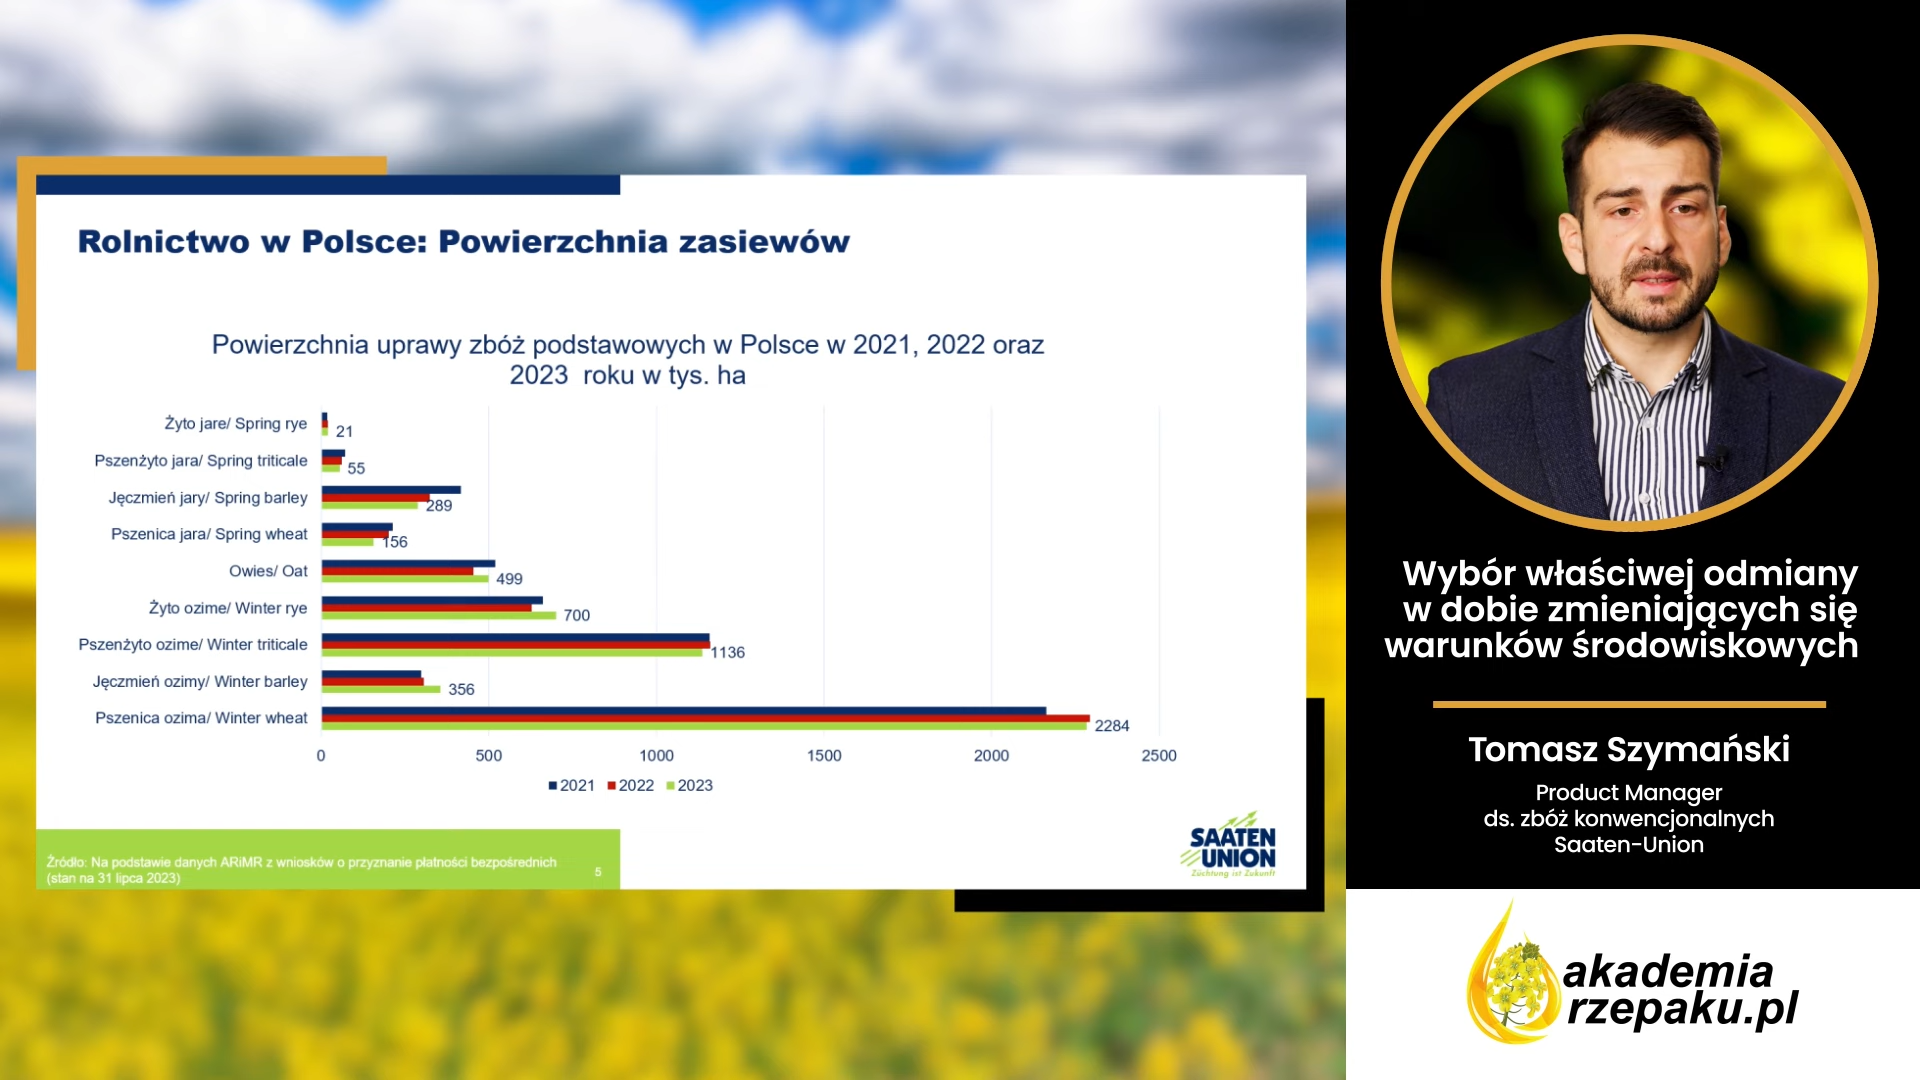 Rolnictwo w Polsce: Powierzchnia zasiewów
Powierzchnia uprawy zbóż podstawowych w Polsce w 2021, 2022 oraz
2023 roku w tys. ha
Żyto jare/ Spring rye
21
Pszenżyto jara/ Spring triticale
55
Jęczmień jary/ Spring barley
289
Pszenica jara/ Spring wheat
156
Owies/ Oat
499
Żyto ozime/ Winter rye
700
Pszenżyto ozime/ Winter triticale
1136
Jęczmień ozimy/ Winter barley
356
Pszenica ozima/ Winter wheat
2284
0 500 1000 1500 2000 2500
2021 2022 2023
Źródło: Na podstawie danych ARiMR z wniosków o przyznanie płatności bezpośrednich
(stan na 31 lipca 2023)
5
SAATEN
UNION
Züchtung ist Zukunft
Wybór właściwej odmiany
w dobie zmieniających się
warunków środowiskowych
Tomasz Szymański
Product Manager
ds. zbóż konwencjonalnych
Saaten-Union
akademia
rzepaku.pl